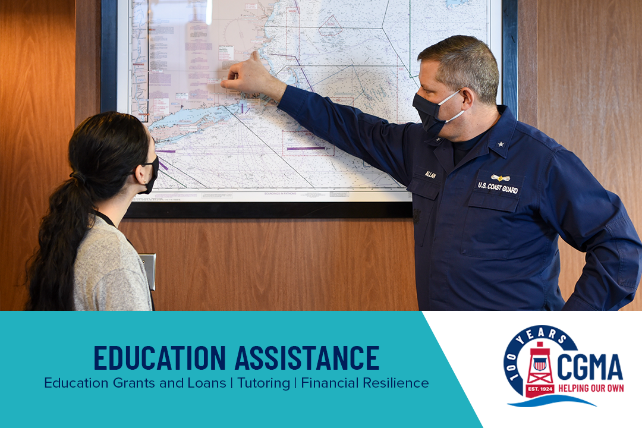 ALLAN
U.S. COAST GUARD
EDUCATION ASSISTANCE
Education Grants and Loans | Tutoring | Financial Resilience
100 YEARS
CGMA
EST. 1924
HELPING OUR OWN